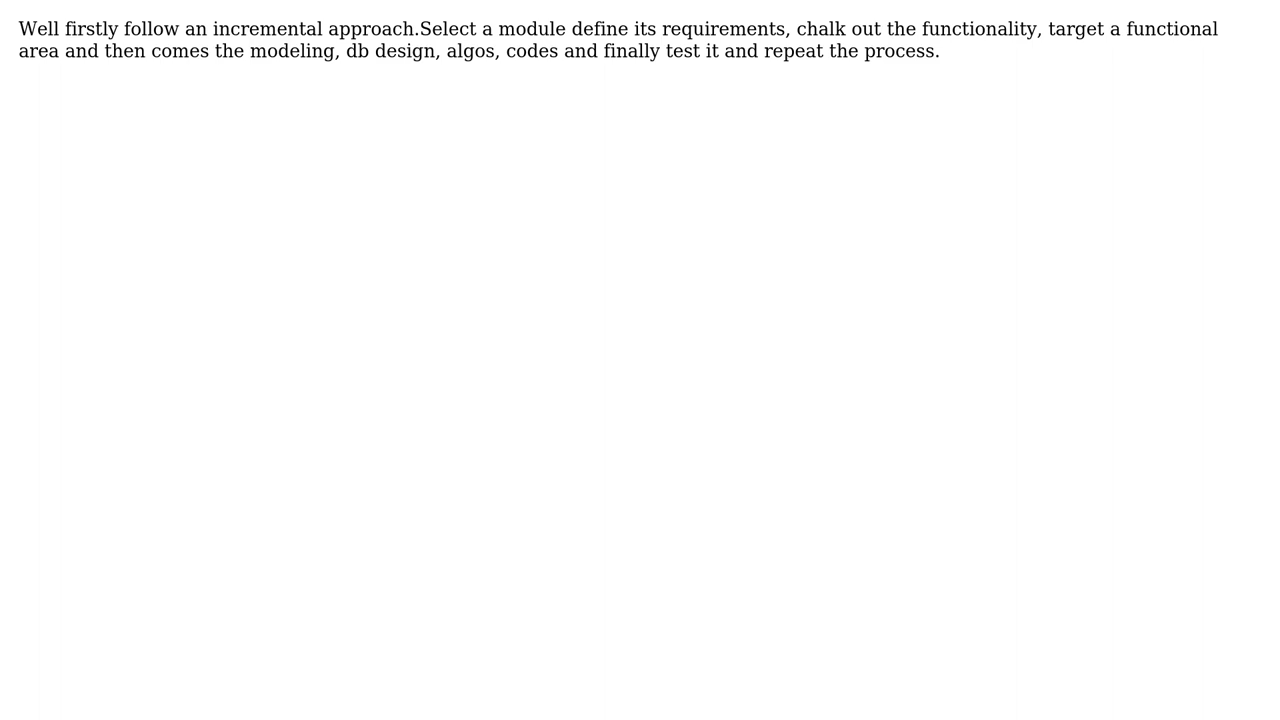 Well firstly follow an incremental approach.Select a module define its requirements, chalk out the functionality, target a functional
area and then comes the modeling, db design, algos, codes and finally test it and repeat the process.